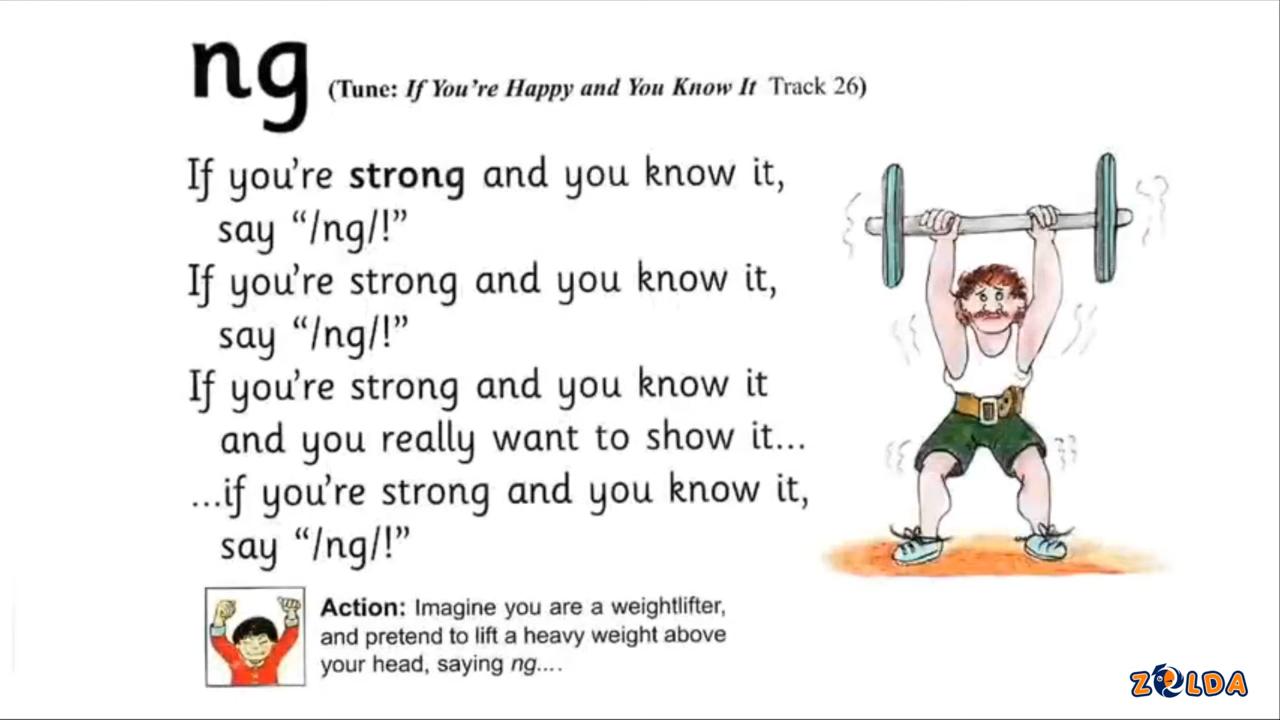 ng (Tune: If You're Happy and You Know It Track 26)
If you're strong and you know it,
say “/ng/!”
If you're strong and you know it,
say “/ng/!”
If you're strong and you know it
and you really want to show it...
...if you're strong and you know it,
say “/ng/!”
Action: Imagine you are a weightlifter,
and pretend to lift a heavy weight above
your head, saying ng....
ZELDA